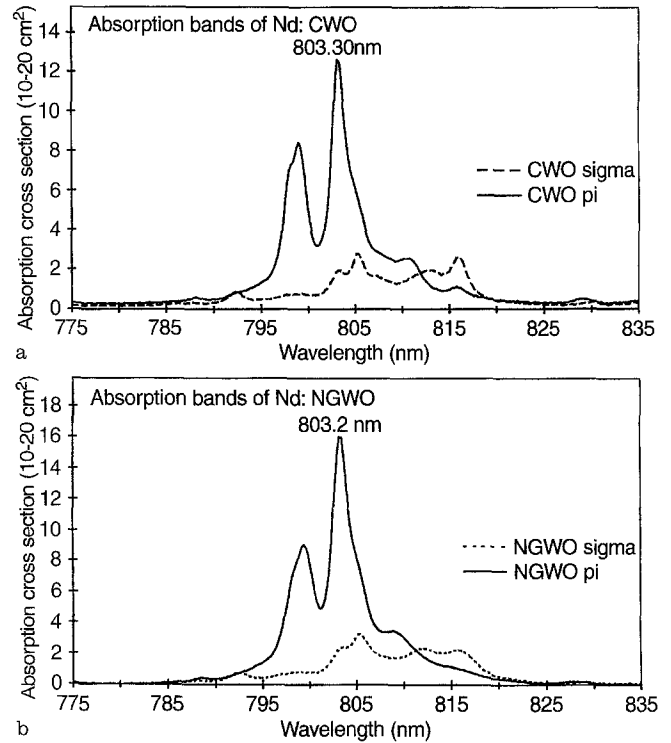 Absorption bands of Nd: CWO
803.30nm
Absorption cross section (10-20 cm²)
14
12
10
8
6
4
2
0
CWO sigma
CWO pi
775 785 795 805 815 825 835
Wavelength (nm)
a
Absorption bands of Nd: NGWO
803.2 nm
Absorption cross section (10-20 cm²)
18
16
14
12
10
8
6
4
2
0
NGWO sigma
NGWO pi
775 785 795 805 815 825 835
Wavelength (nm)
b